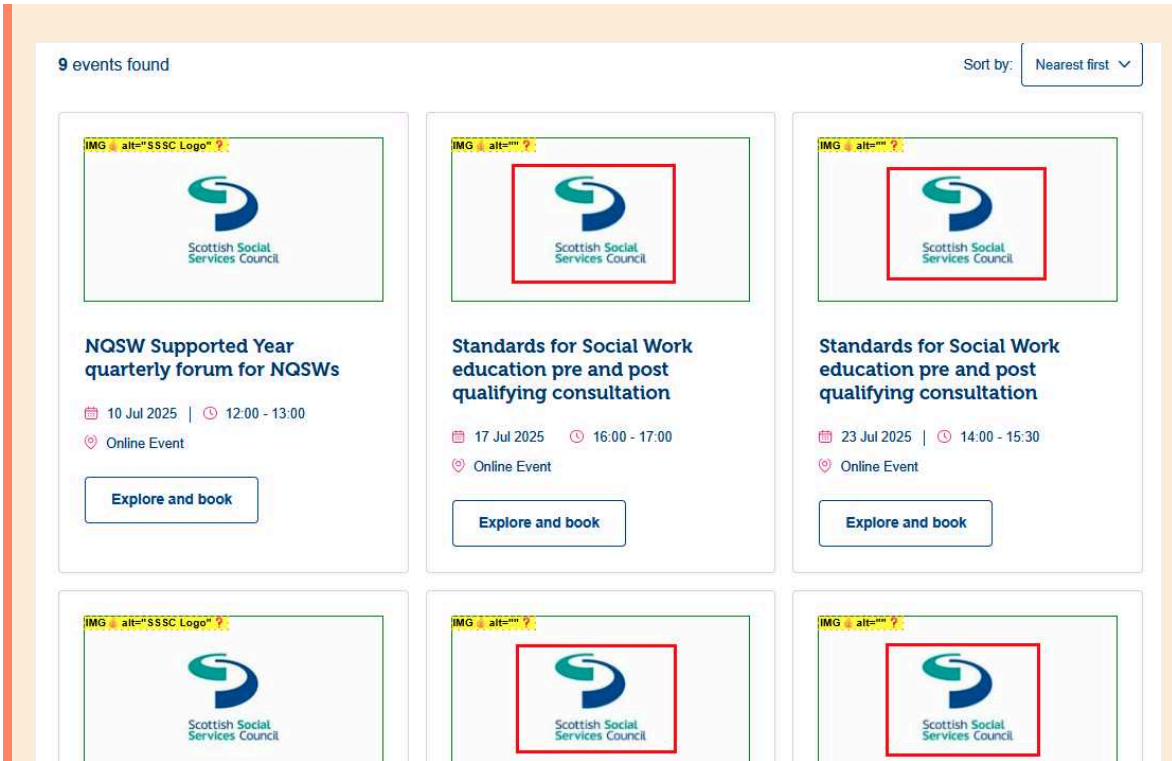 9 events found
Sort by: Nearest first
IMG alt="SSSC Logo" ?
Scottish Social
Services Council
NQSW Supported Year
quarterly forum for NQSWs
10 Jul 2025 | 12:00 - 13:00
Online Event
Explore and book
IMG alt="" ?
Scottish Social
Services Council
Standards for Social Work
education pre and post
qualifying consultation
17 Jul 2025 16:00 - 17:00
Online Event
Explore and book
IMG alt="" ?
Scottish Social
Services Council
Standards for Social Work
education pre and post
qualifying consultation
23 Jul 2025 | 14:00 - 15:30
Online Event
Explore and book
IMG alt="SSSC Logo" ?
Scottish Social
Services Council
IMG alt="" ?
Scottish Social
Services Council
IMG alt="" ?
Scottish Social
Services Council